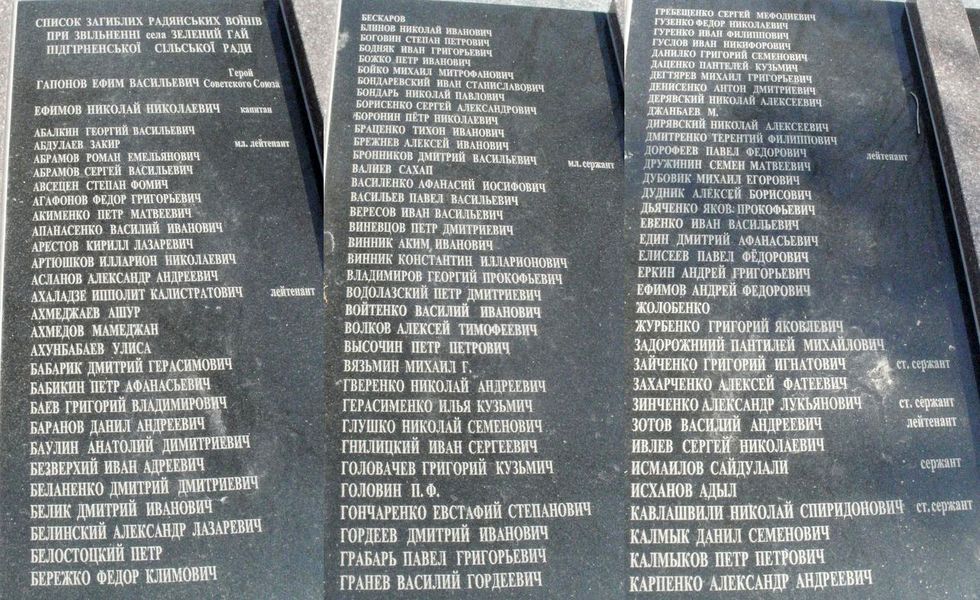 СПИСОК ЗАГИБЛИХ РАДЯНСЬКИХ ВОЇНІВ
ПРИ ЗВІЛЬНЕННІ села ЗЕЛЕНИЙ ГАЙ
ПІДГІРНЕНСЬКОЇ СІЛЬСЬКОЇ РАДИ
ГАПОНОВ ЕФИМ ВАСИЛЬЕВИЧ Герой Советского Союза
ЕФИМОВ НИКОЛАЙ НИКОЛАЕВИЧ капитан
АБАЛКИН ГЕОРГИЙ ВАСИЛЬЕВИЧ
АБДУЛАЕВ ЗАКИР мл. лейтенант
АБРАМОВ РОМАН ЕМЕЛЬЯНОВИЧ
АБРАМОВ СЕРГЕЙ ВАСИЛЬЕВИЧ
АВСЕЦЕН СТЕПАН ФОМИЧ
АГАФОНОВ ФЕДОР ГРИГОРЬЕВИЧ
АКИМЕНКО ПЕТР МАТВЕЕВИЧ
АПАНАСЕНКО ВАСИЛИЙ ИВАНОВИЧ
АРЕСТОВ КИРИЛЛ ЛАЗАРЕВИЧ
АРТЮШКОВ ИЛЛАРИОН НИКОЛАЕВИЧ
АСЛАНОВ АЛЕКСАНДР АНДРЕЕВИЧ
АХАЛАДЗЕ ИППОЛИТ КАЛИСТРАТОВИЧ лейтенант
АХМЕДЖАЕВ АШУР
АХМЕДОВ МАМЕДЖАН
АХУНБАБАЕВ УЛИСА
БАБАРИК ДМИТРИЙ ГЕРАСИМОВИЧ
БАБИКИН ПЕТР АФАНАСЬЕВИЧ
БАЕВ ГРИГОРИЙ ВЛАДИМИРОВИЧ
БАРАНОВ ДАНИЛ АНДРЕЕВИЧ
БАУЛИН АНАТОЛИЙ ДИМИТРИЕВИЧ
БЕЗВЕРХИЙ ИВАН АДРЕЕВИЧ
БЕЛАНЕНКО ДМИТРИЙ ДМИТРИЕВИЧ
БЕЛИК ДМИТРИЙ ИВАНОВИЧ
БЕЛИНСКИЙ АЛЕКСАНДР ЛАЗАРЕВИЧ
БЕЛОСТОЦКИЙ ПЕТР
БЕРЕЖКО ФЕДОР КЛИМОВИЧ
БЕСКАРОВ
БЛИНОВ НИКОЛАЙ ИВАНОВИЧ
БОГОВИН СТЕПАН ПЕТРОВИЧ
БОДНЯК ИВАН ГРИГОРЬЕВИЧ
БОЖКО ПЕТР ИВАНОВИЧ
БОЙКО МИХАИЛ МИТРОФАНОВИЧ
БОНДАРЕВСКИЙ ИВАН СТАНИСЛАВОВИЧ
БОНДАРЬ НИКОЛАЙ ПАВЛОВИЧ
БОРИСЕНКО СЕРГЕЙ АЛЕКСАНДРОВИЧ
БОРОНИН ПЁТР НИКОЛАЕВИЧ
БРАЦЕНКО ТИХОН ИВАНОВИЧ
БРЕЖНЕВ АЛЕКСЕЙ ИВАНОВИЧ
БРОННИКОВ ДМИТРИЙ ВАСИЛЬЕВИЧ мл. сержант
ВАЛИЕВ САХАП
ВАСИЛЕНКО АФАНАСИЙ ИОСИФОВИЧ
ВАСИЛЬЕВ ПАВЕЛ ВАСИЛЬЕВИЧ
ВЕРЕСОВ ИВАН ВАСИЛЬЕВИЧ
ВИНЕВЦОВ ПЕТР ДМИТРИЕВИЧ
ВИННИК АКИМ ИВАНОВИЧ
ВИННИК КОНСТАНТИН ИЛЛАРИОНОВИЧ
ВЛАДИМИРОВ ГЕОРГИЙ ПРОКОФЬЕВИЧ
ВОДОЛАЗСКИЙ ПЕТР ДМИТРИЕВИЧ
ВОЙТЕНКО ВАСИЛИЙ ИВАНОВИЧ
ВОЛКОВ АЛЕКСЕЙ ТИМОФЕЕВИЧ
ВЫСОЧИН ПЕТР ПЕТРОВИЧ
ВЯЗЬМИН МИХАИЛ Г.
ГВЕРЕНКО НИКОЛАЙ АНДРЕЕВИЧ
ГЕРАСИМЕНКО ИЛЬЯ КУЗЬМИЧ
ГЛУШКО НИКОЛАЙ СЕМЕНОВИЧ
ГНИЛИЦКИЙ ИВАН СЕРГЕЕВИЧ
ГОЛОВАЧЕВ ГРИГОРИЙ КУЗЬМИЧ
ГОЛОВИН П.Ф.
ГОНЧАРЕНКО ЕВСТАФИЙ СТЕПАНОВИЧ
ГОРДЕЕВ ДМИТРИЙ ИВАНОВИЧ
ГРАБАРЬ ПАВЕЛ ГРИГОРЬЕВИЧ
ГРАНЕВ ВАСИЛИЙ ГОРДЕЕВИЧ
ГРЕБЕЩЕНКО СЕРГЕЙ МЕФОДИЕВИЧ
ГУЗЕНКО ФЕДОР НИКОЛАЕВИЧ
ГУРЕНКО ИВАН ФИЛИППОВИЧ
ГУСЛОВ ИВАН НИКИФОРОВИЧ
ДАНИЛКО ГРИГОРИЙ СЕМЕНОВИЧ
ДАЦЕНКО ПАНТЕЛЕЙ КУЗЬМИЧ
ДЕГТЯРЕВ МИХАИЛ ГРИГОРЬЕВИЧ
ДЕНИСЕНКО АНТОН ДМИТРИЕВИЧ
ДЕРЯВСКИЙ НИКОЛАЙ АЛЕКСЕЕВИЧ
ДЖАНБАЕВ М.
ДИРЯВСКИЙ НИКОЛАЙ АЛЕКСЕЕВИЧ
ДМИТРЕНКО ТЕРЕНТИЙ ФИЛИППОВИЧ
ДОРОФЕЕВ ПАВЕЛ ФЕДОРОВИЧ лейтенант
ДРУЖИНИН СЕМЕН МАТВЕЕВИЧ
ДУБОВИК МИХАИЛ ЕГОРОВИЧ
ДУДНИК АЛЕКСЕЙ БОРИСОВИЧ
ДЬЯЧЕНКО ЯКОВ ПРОКОФЬЕВИЧ
ЕВЕНКО ИВАН ВАСИЛЬЕВИЧ
ЕДИН ДМИТРИЙ АФАНАСЬЕВИЧ
ЕЛИСЕЕВ ПАВЕЛ ФЁДОРОВИЧ
ЕРКИН АНДРЕЙ ГРИГОРЬЕВИЧ
ЕФИМОВ АНДРЕЙ ФЕДОРОВИЧ
ЖОЛОБЕНКО
ЖУРБЕНКО ГРИГОРИЙ ЯКОВЛЕВИЧ
ЗАДОРОЖНИИЙ ПАНТИЛЕЙ МИХАЙЛОВИЧ
ЗАЙЧЕНКО ГРИГОРИЙ ИГНАТОВИЧ ст. сержант
ЗАХАРЧЕНКО АЛЕКСЕЙ ФАТЕЕВИЧ
ЗИНЧЕНКО АЛЕКСАНДР ЛУКЬЯНОВИЧ ст. сержант
ЗОТОВ ВАСИЛИЙ АНДРЕЕВИЧ лейтенант
ИВЛЕВ СЕРГЕЙ НИКОЛАЕВИЧ
ИСМАИЛОВ САЙДУЛАЛИ сержант
ИСХАНОВ АДЫЛ
КАВЛАШВИЛИ НИКОЛАЙ СПИРИДОНОВИЧ ст. сержант
КАЛМЫК ДАНИЛ СЕМЕНОВИЧ
КАЛМЫКОВ ПЕТР ПЕТРОВИЧ
КАРПЕНКО АЛЕКСАНДР АНДРЕЕВИЧ